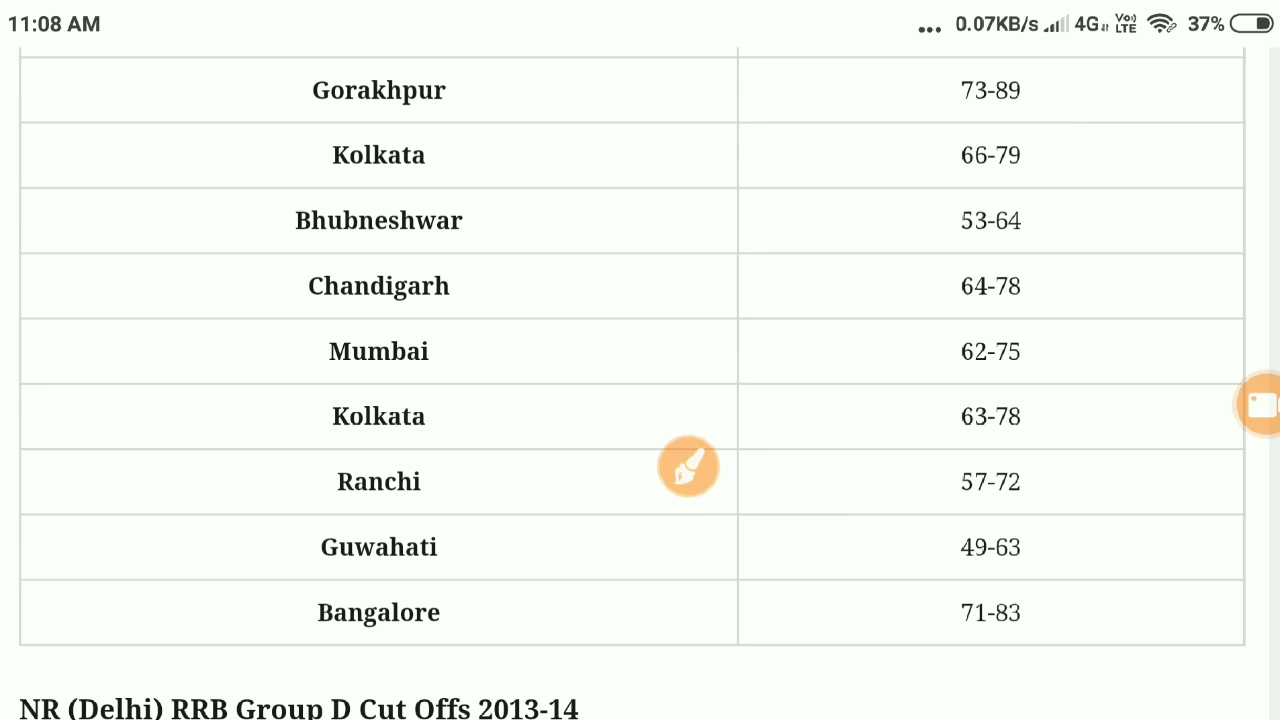 11:08 AM ... 0.07KB/s 4G Vo) LTE 37%
Gorakhpur 73-89
Kolkata 66-79
Bhubneshwar 53-64
Chandigarh 64-78
Mumbai 62-75
Kolkata 63-78
Ranchi 57-72
Guwahati 49-63
Bangalore 71-83
NR (Delhi) RRB Group D Cut Offs 2013-14